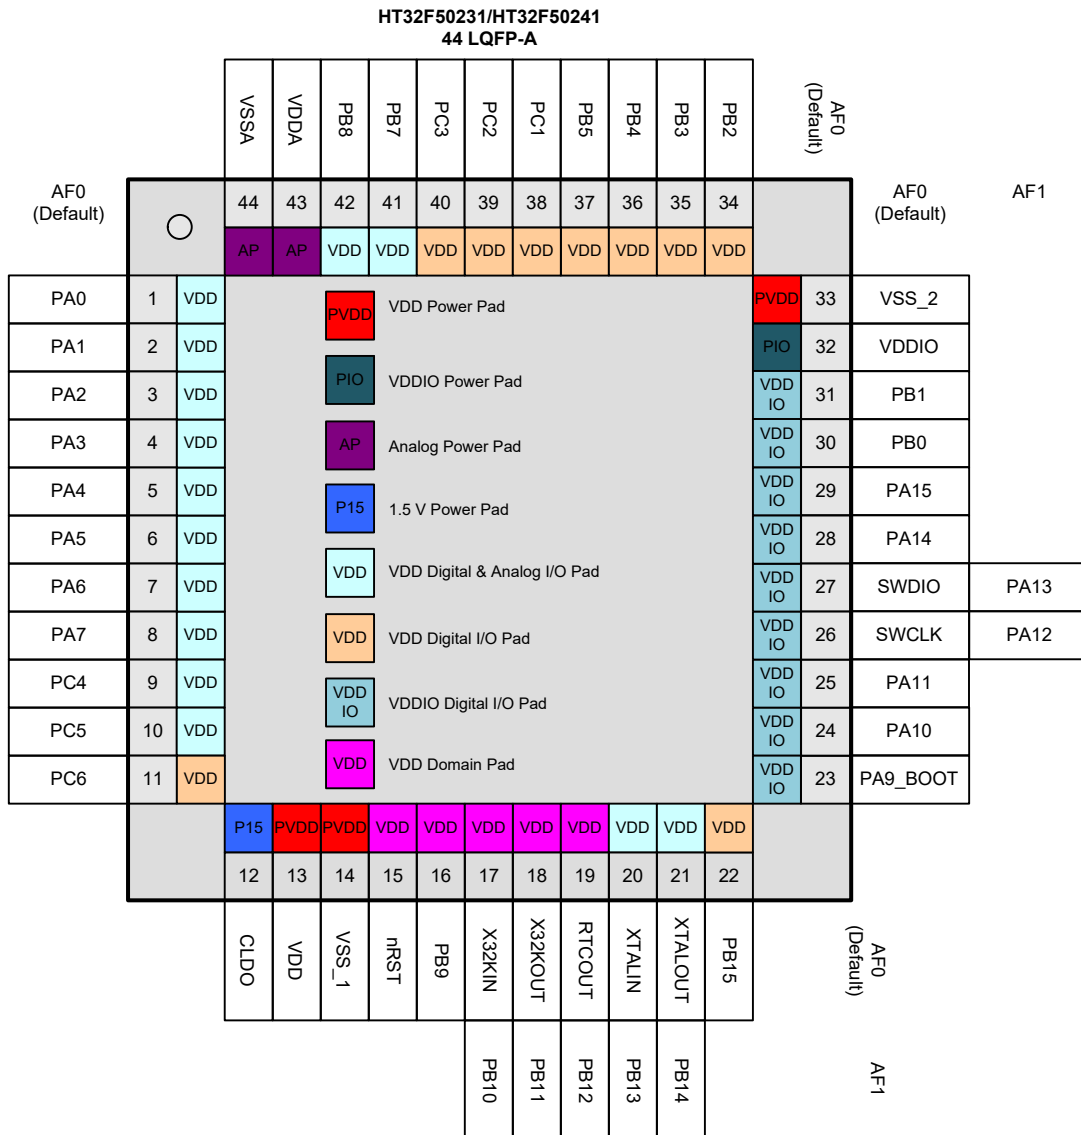 HT32F50231/HT32F50241
44 LQFP-A
VSSA
VDDA
PB8
PB7
PC3
PC2
PC1
PB5
PB4
PB3
PB2
AF0
(Default)
AF0
(Default)
44 43 42 41 40 39 38 37 36 35 34
AF0
(Default)
AF1
AP AP VDD VDD VDD VDD VDD VDD VDD VDD VDD
PA0 1 VDD
PA1 2 VDD
PA2 3 VDD
PA3 4 VDD
PA4 5 VDD
PA5 6 VDD
PA6 7 VDD
PA7 8 VDD
PC4 9 VDD
PC5 10 VDD
PC6 11 VDD
PVDD VDD Power Pad
PIO VDDIO Power Pad
AP Analog Power Pad
P15 1.5 V Power Pad
VDD VDD Digital & Analog I/O Pad
VDD VDD Digital I/O Pad
VDD
IO VDDIO Digital I/O Pad
VDD VDD Domain Pad
PVDD 33 VSS_2
PIO 32 VDDIO
VDD
IO 31 PB1
VDD
IO 30 PB0
VDD
IO 29 PA15
VDD
IO 28 PA14
VDD
IO 27 SWDIO PA13
VDD
IO 26 SWCLK PA12
VDD
IO 25 PA11
VDD
IO 24 PA10
VDD
IO 23 PA9_BOOT
P15 PVDD PVDD VDD VDD VDD VDD VDD VDD VDD VDD
12 13 14 15 16 17 18 19 20 21 22
CLDO
VDD
VSS_1
nRST
PB9
X32KIN
X32KOUT
RTCOUT
XTALIN
XTALOUT
PB15
AF0
(Default)
PB10
PB11
PB12
PB13
PB14
AF1